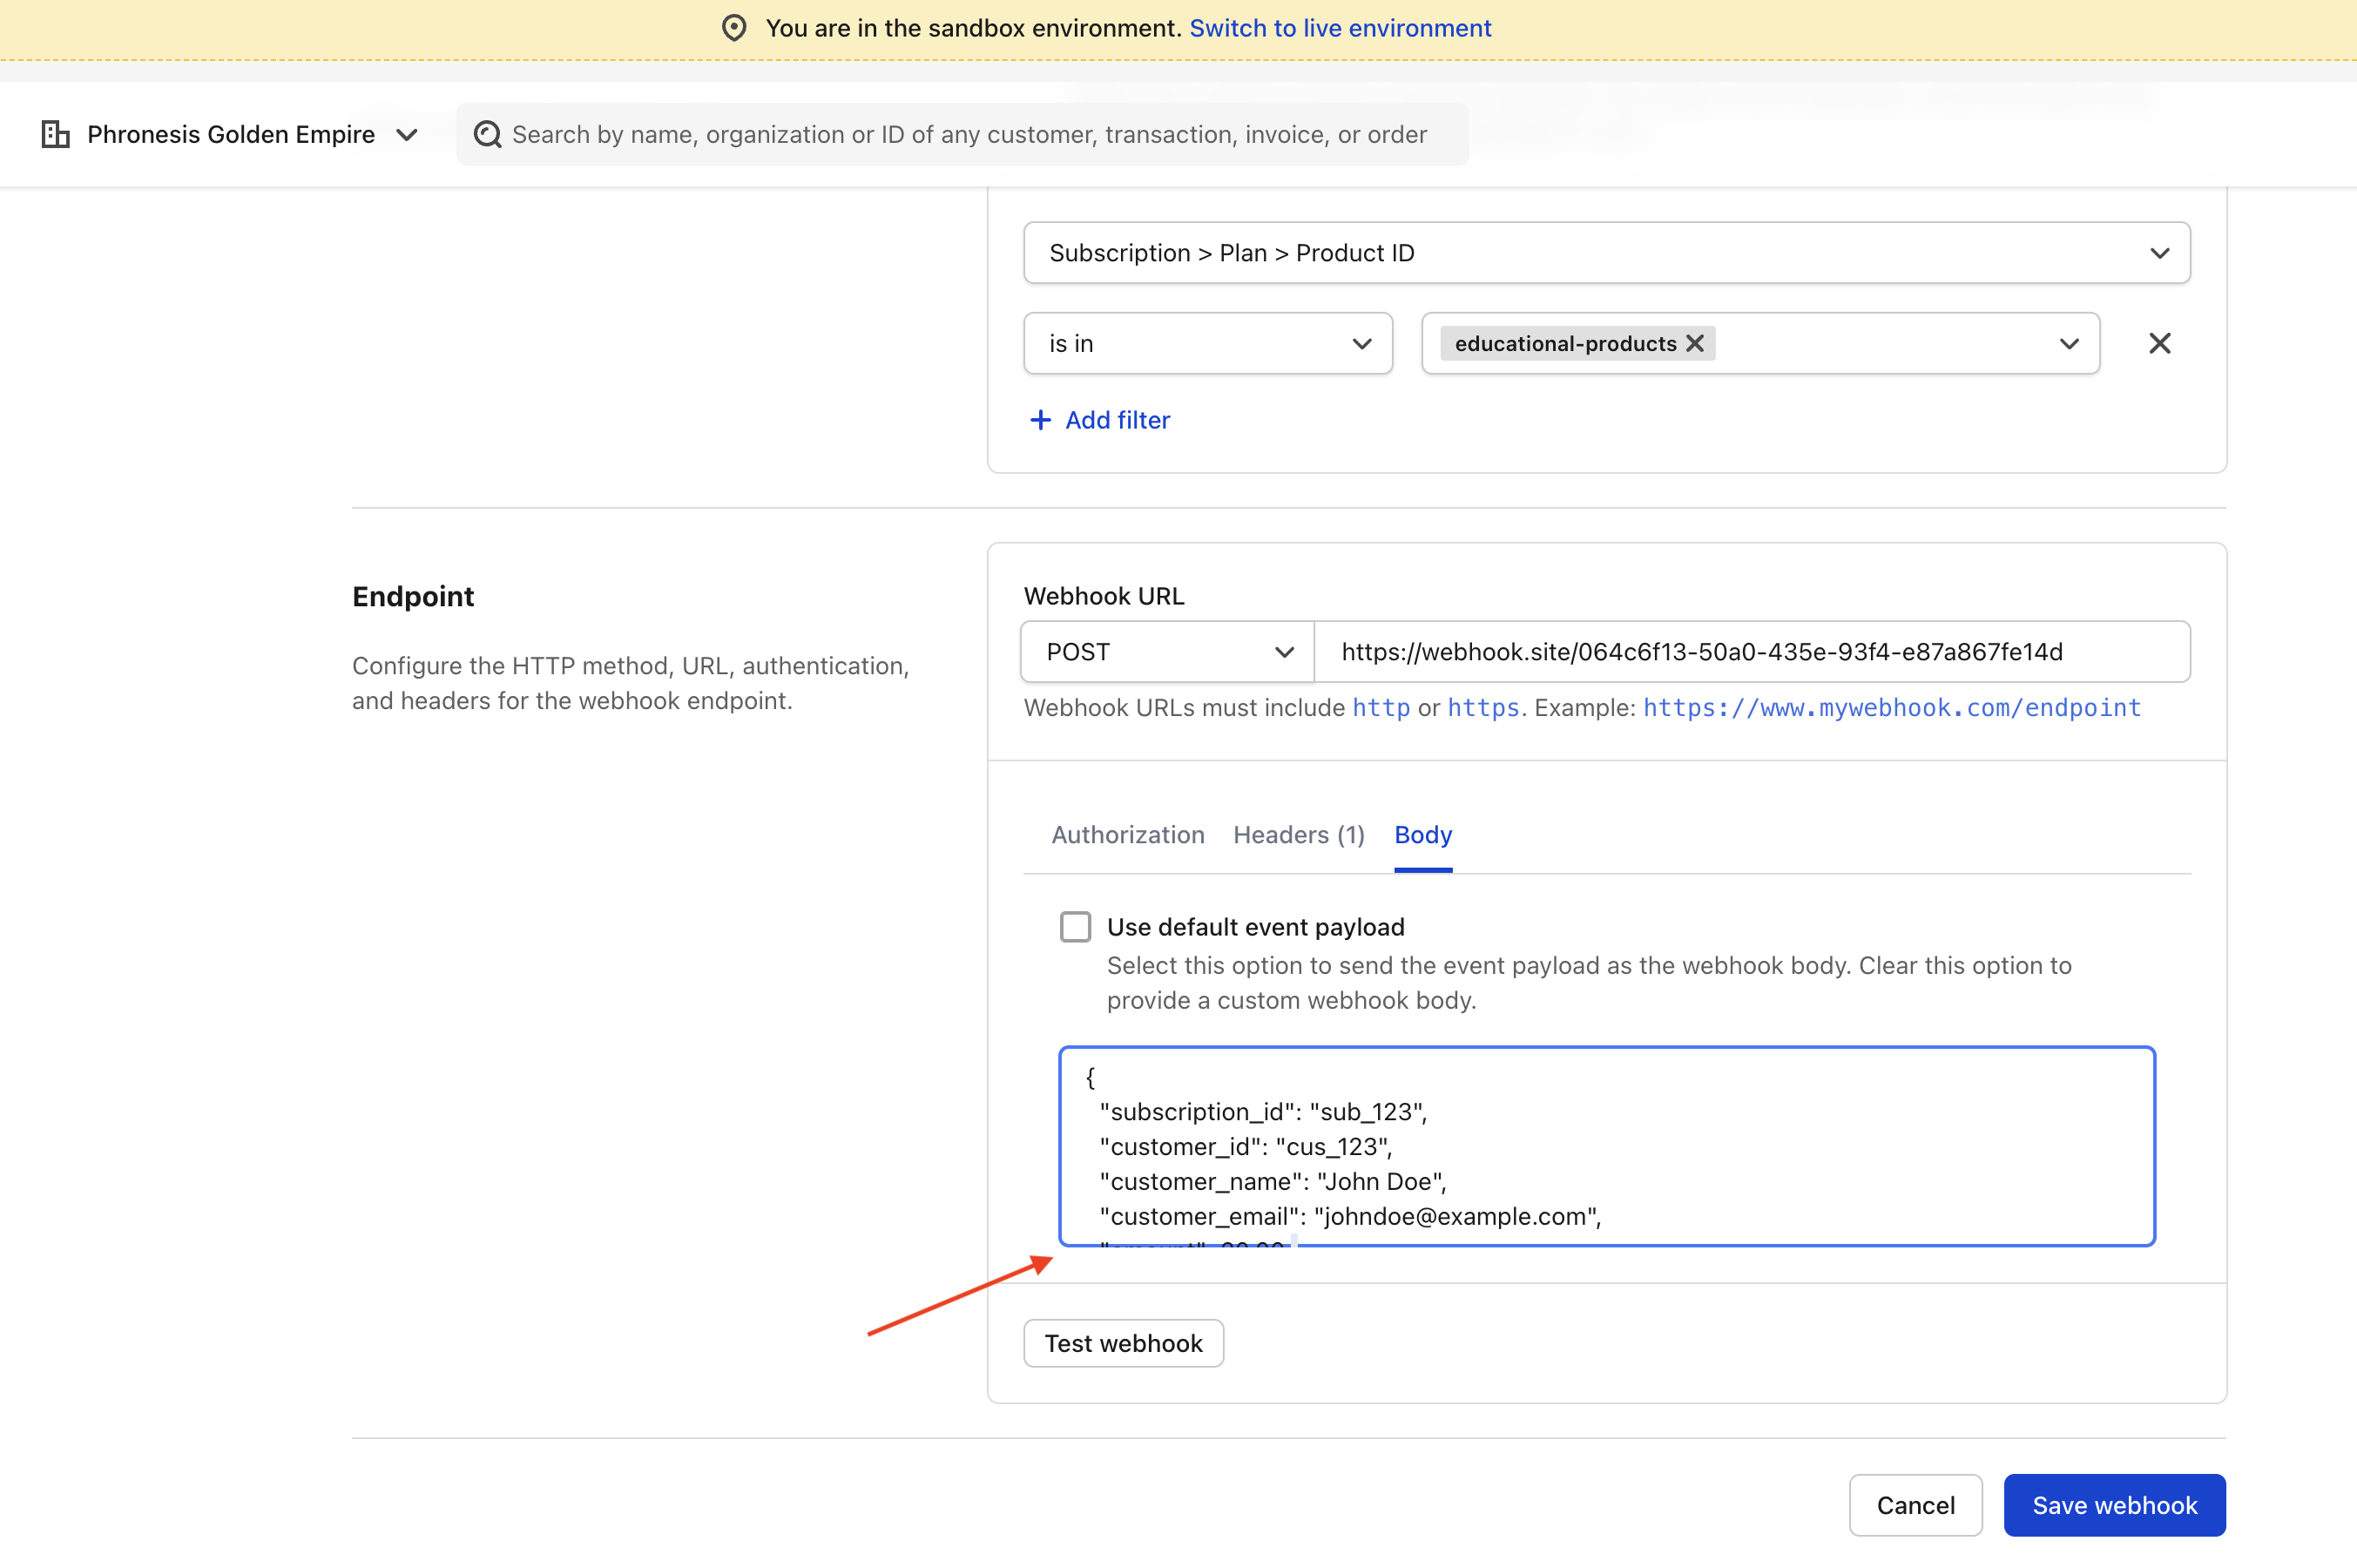 You are in the sandbox environment. Switch to live environment
Phronesis Golden Empire
Search by name, organization or ID of any customer, transaction, invoice, or order
Subscription > Plan > Product ID
is in
educational-products
Add filter
Endpoint
Configure the HTTP method, URL, authentication,
and headers for the webhook endpoint.
Webhook URL
POST
https://webhook.site/064c6f13-50a0-435e-93f4-e87a867fe14d
Webhook URLs must include http or https. Example: https://www.mywebhook.com/endpoint
Authorization Headers (1) Body
Use default event payload
Select this option to send the event payload as the webhook body. Clear this option to
provide a custom webhook body.
{
"subscription_id": "sub_123",
"customer_id": "cus_123",
"customer_name": "John Doe",
"customer_email": "johndoe@example.com",
Test webhook
Cancel
Save webhook